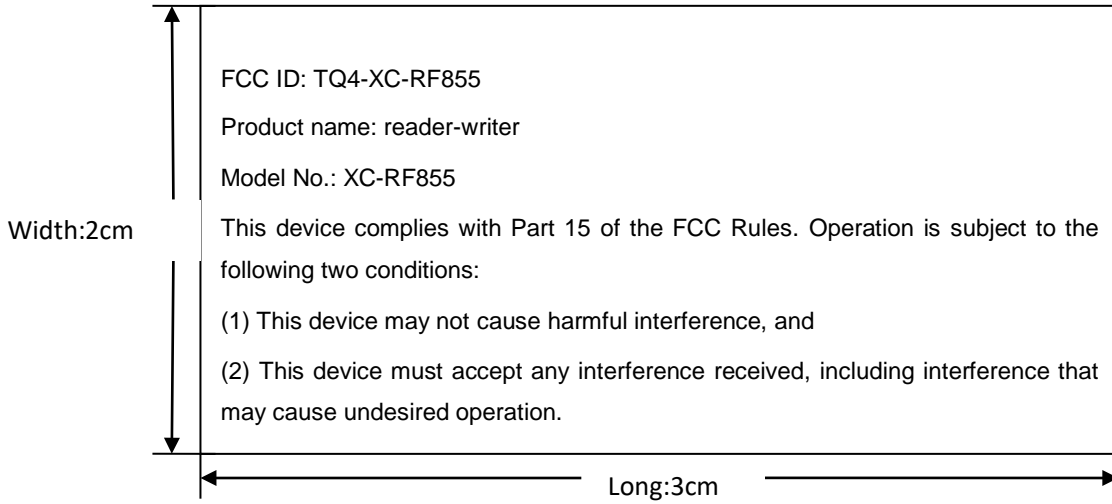 FCC ID: TQ4-XC-RF855
Product name: reader-writer
Model No.: XC-RF855
Width:2cm
This device complies with Part 15 of the FCC Rules. Operation is subject to the
following two conditions:
(1) This device may not cause harmful interference, and
(2) This device must accept any interference received, including interference that
may cause undesired operation.
Long:3cm